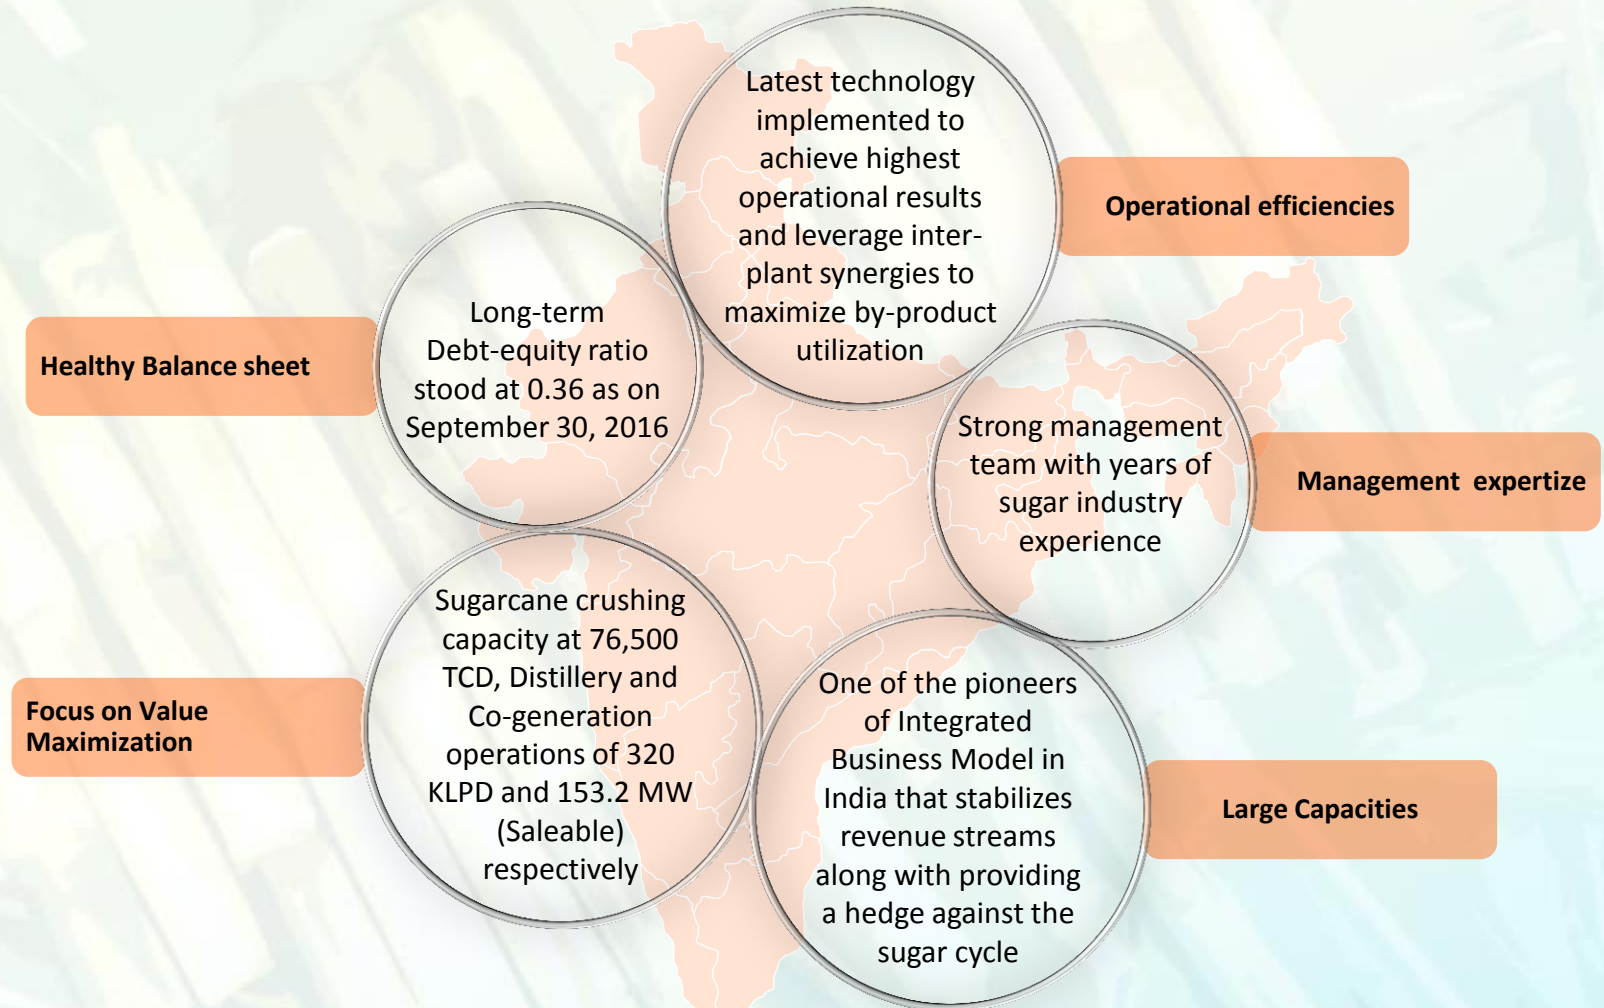 Latest technology
implemented to
achieve highest
operational results
and leverage inter-
plant synergies to
maximize by-product
utilization
Operational efficiencies
Healthy Balance sheet
Long-term
Debt-equity ratio
stood at 0.36 as on
September 30, 2016
Strong management
team with years of
sugar industry
experience
Management  expertize
Focus on Value
Maximization
Sugarcane crushing
capacity at 76,500
TCD, Distillery and
Co-generation
operations of 320
KLPD and 153.2 MW
(Saleable)
respectively
One of the pioneers
of Integrated
Business Model in
India that stabilizes
revenue streams
along with providing
a hedge against the
sugar cycle
Large Capacities